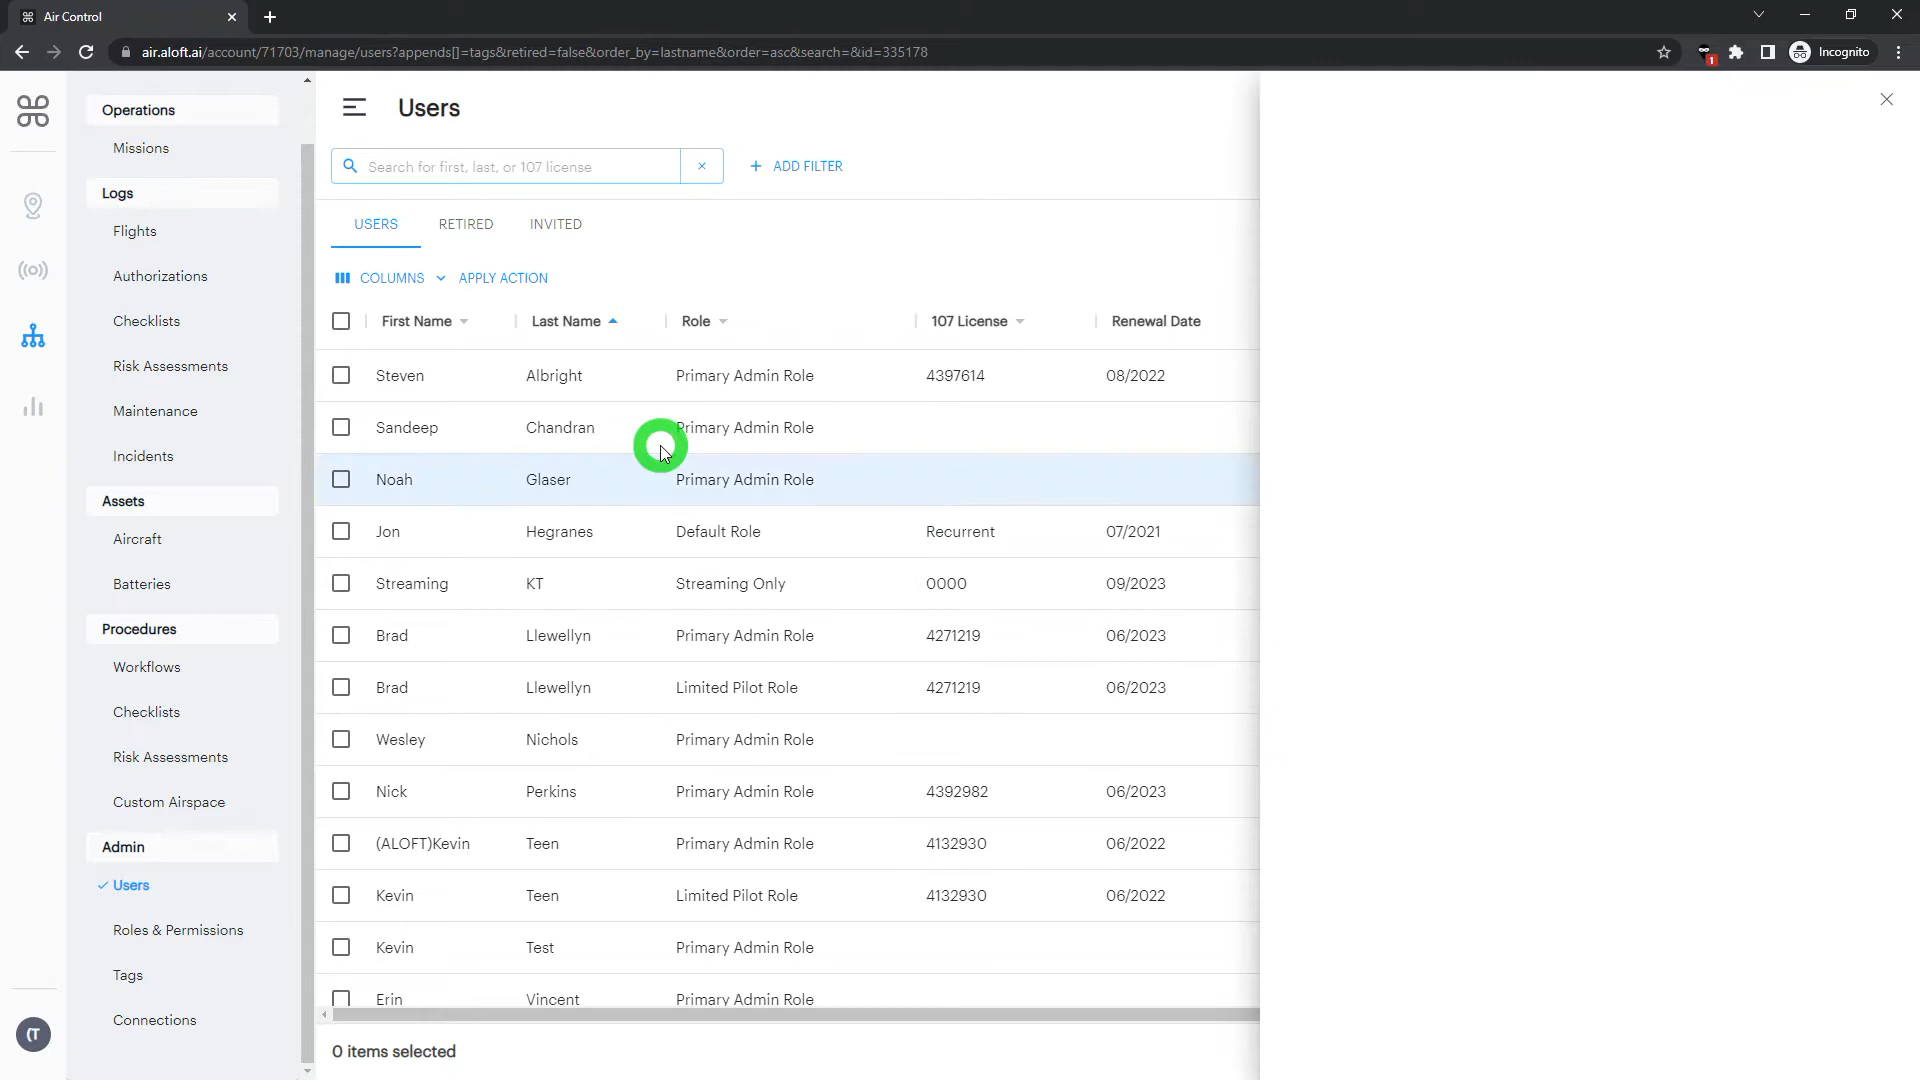 Air Control
air.aloft.ai/account/71703/manage/users?appends[]=tags&retired=false&order_by=lastname&order=asc&search=&id=335178
1
Incognito
Operations
Missions
Logs
Flights
Authorizations
Checklists
Risk Assessments
Maintenance
Incidents
Assets
Aircraft
Batteries
Procedures
Workflows
Checklists
Risk Assessments
Custom Airspace
Admin
Users
Roles & Permissions
Tags
Connections
(T
Users
Search for first, last, or 107 license
ADD FILTER
USERS RETIRED INVITED
COLUMNS APPLY ACTION
First Name Last Name Role 107 License Renewal Date
Steven Albright Primary Admin Role 4397614 08/2022
Sandeep Chandran Primary Admin Role
Noah Glaser Primary Admin Role
Jon Hegranes Default Role Recurrent 07/2021
Streaming KT Streaming Only 0000 09/2023
Brad Llewellyn Primary Admin Role 4271219 06/2023
Brad Llewellyn Limited Pilot Role 4271219 06/2023
Wesley Nichols Primary Admin Role
Nick Perkins Primary Admin Role 4392982 06/2023
(ALOFT)Kevin Teen Primary Admin Role 4132930 06/2022
Kevin Teen Limited Pilot Role 4132930 06/2022
Kevin Test Primary Admin Role
Erin Vincent Primary Admin Role
0 items selected